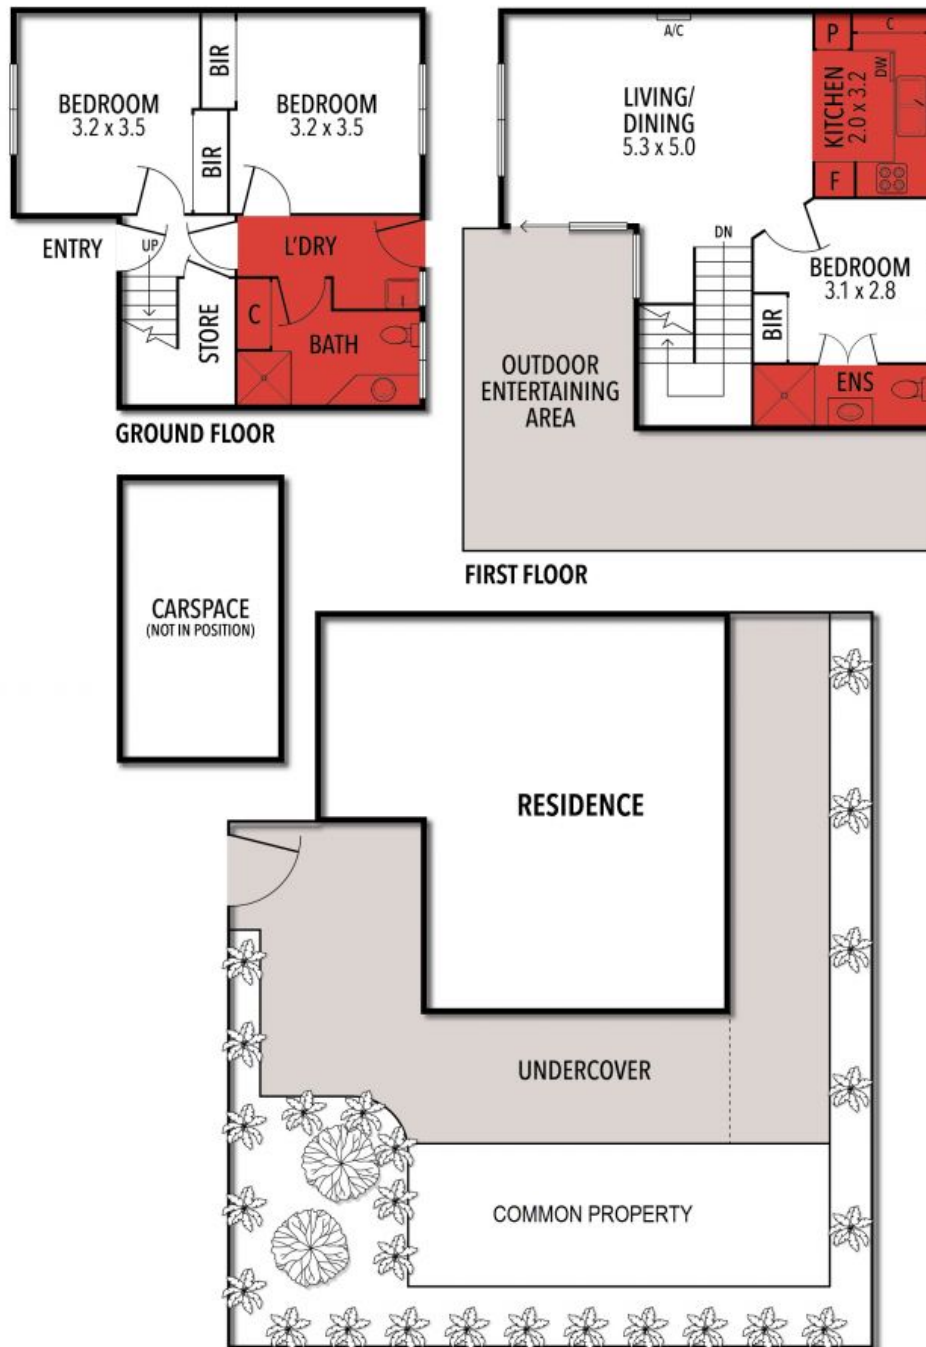 BEDROOM
3.2 x 3.5
BIR
BIR
BEDROOM
3.2 x 3.5
ENTRY
UP
L'DRY
STORE
C
BATH
GROUND FLOOR
A/C
LIVING/
DINING
5.3 x 5.0
P
C
DW
KITCHEN
2.0 x 3.2
F
DN
BEDROOM
3.1 x 2.8
BIR
ENS
OUTDOOR
ENTERTAINING
AREA
FIRST FLOOR
CARSPACE
(NOT IN POSITION)
RESIDENCE
UNDERCOVER
COMMON PROPERTY